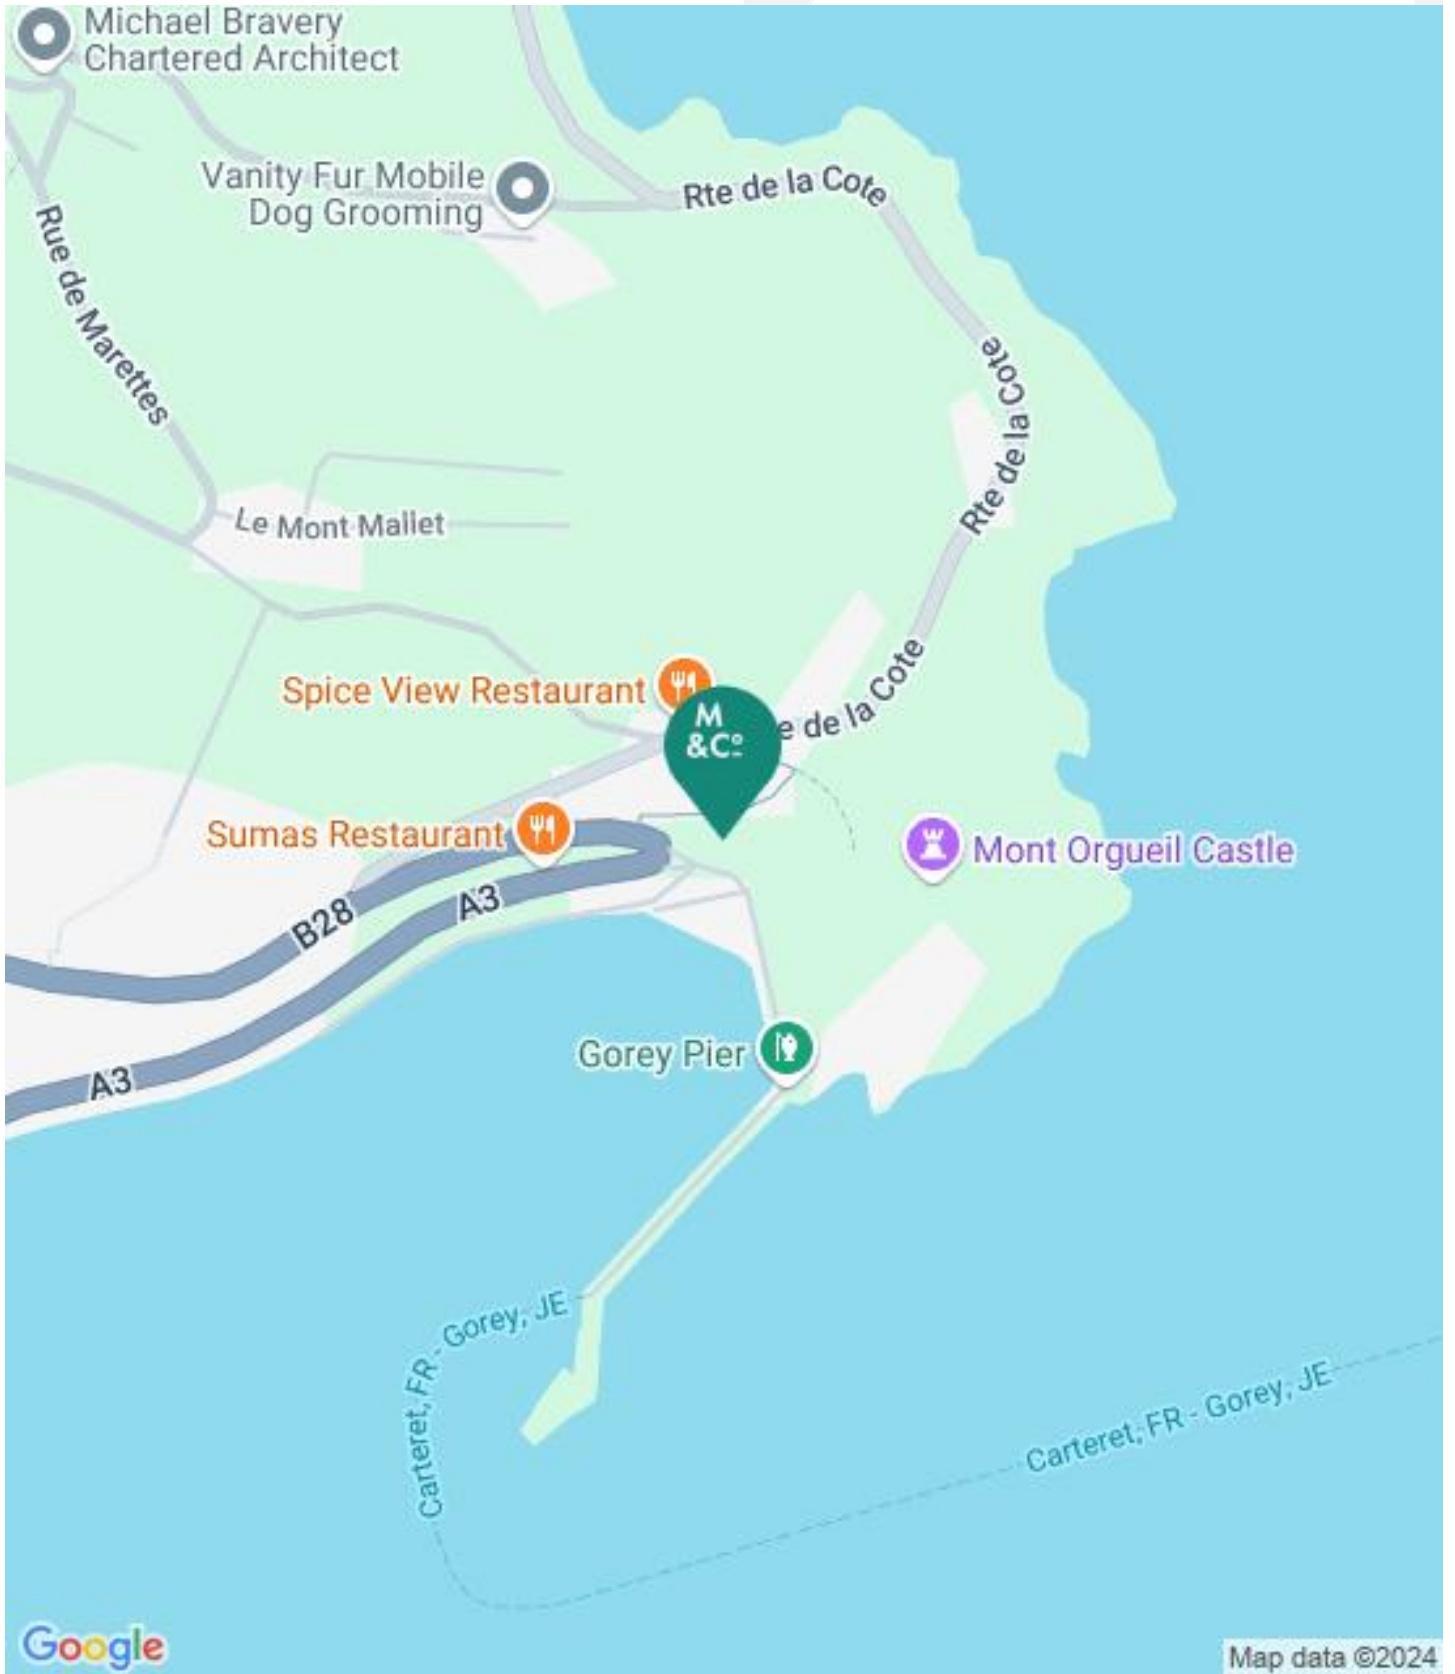 Michael Bravery
Chartered Architect
Vanity Fur Mobile
Dog Grooming
Rte de la Cote
Rue de Marettes
Rte de la Cote
Le Mont Mallet
Spice View Restaurant
M
&Cº
e de la Cote
Sumas Restaurant
Mont Orgueil Castle
A3
B28
Gorey Pier
A3
Carteret, FR - Gorey, JE
Carteret, FR - Gorey, JE
Google
Map data ©2024